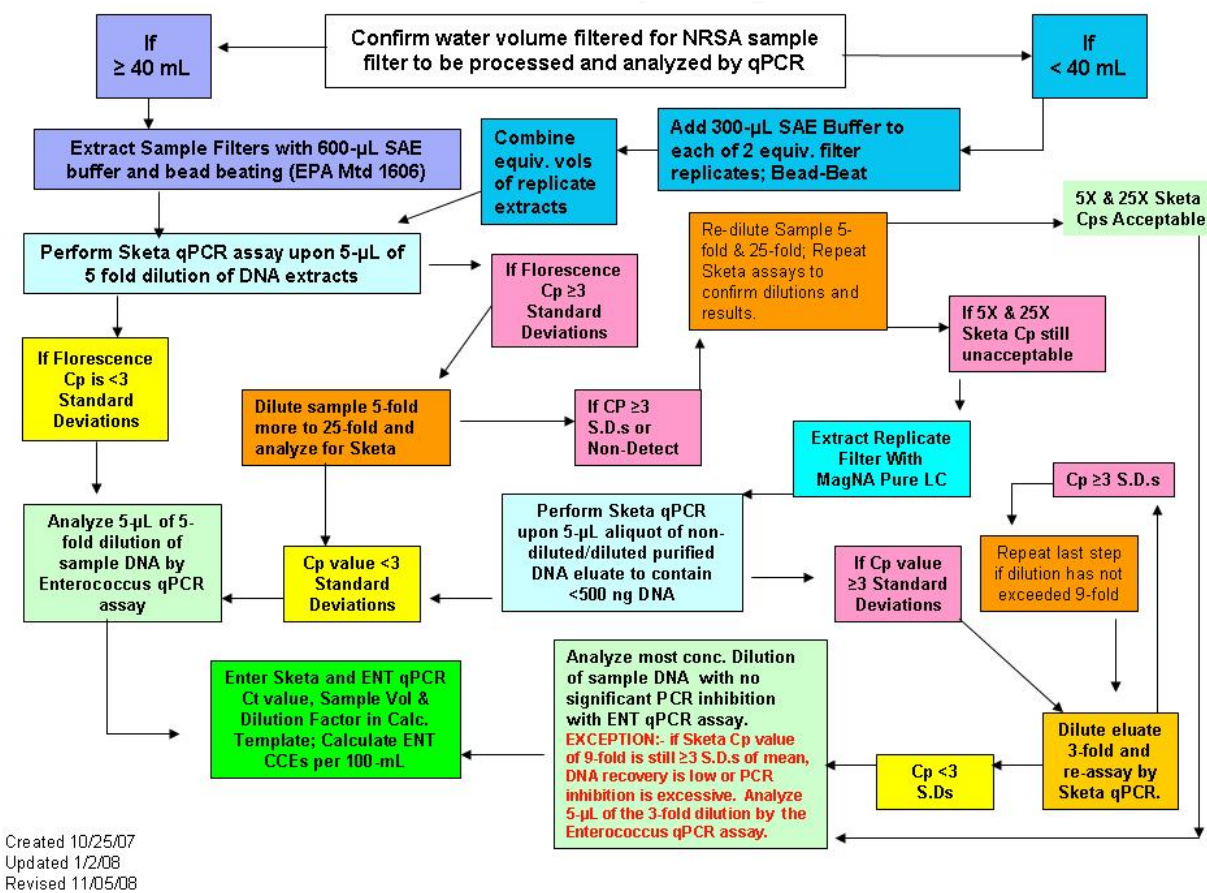 If
≥ 40 mL
Confirm water volume filtered for NRSA sample
filter to be processed and analyzed by qPCR
If
< 40 mL
Extract Sample Filters with 600-µL SAE
buffer and bead beating (EPA Mtd 1606)
Combine
equiv. vols
of replicate
extracts
Add 300-µL SAE Buffer to
each of 2 equiv. filter
replicates; Bead-Beat
5X & 25X Sketa
Cps Acceptable
Perform Sketa qPCR assay upon 5-µL of
5 fold dilution of DNA extracts
If Florescence
Cp ≥3
Standard
Deviations
Re-dilute Sample 5-
fold & 25-fold; Repeat
Sketa assays to
confirm dilutions and
results.
If 5X & 25X
Sketa Cp still
unacceptable
If Florescence
Cp is <3
Standard
Deviations
Dilute sample 5-fold
more to 25-fold and
analyze for Sketa
If CP ≥3
S.D.s or
Non-Detect
Extract Replicate
Filter With
MagNA Pure LC
Cp ≥3 S.D.s
Analyze 5-µL of 5-
fold dilution of
sample DNA by
Enterococcus qPCR
assay
Cp value <3
Standard
Deviations
Perform Sketa qPCR
upon 5-µL aliquot of non-
diluted/diluted purified
DNA eluate to contain
<500 ng DNA
If Cp value
≥3 Standard
Deviations
Repeat last step
if dilution has not
exceeded 9-fold
Enter Sketa and ENT qPCR
Ct value, Sample Vol &
Dilution Factor in Calc.
Template; Calculate ENT
CCEs per 100-mL
Analyze most conc. Dilution
of sample DNA with no
significant PCR inhibition
with ENT qPCR assay.
EXCEPTION:- if Sketa Cp value
of 9-fold is still ≥3 S.D.s of mean,
DNA recovery is low or PCR
inhibition is excessive. Analyze
5-µL of the 3-fold dilution by the
Enterococcus qPCR assay.
Cp <3
S.Ds
Dilute eluate
3-fold and
re-assay by
Sketa qPCR.
Created 10/25/07
Updated 1/2/08
Revised 11/05/08